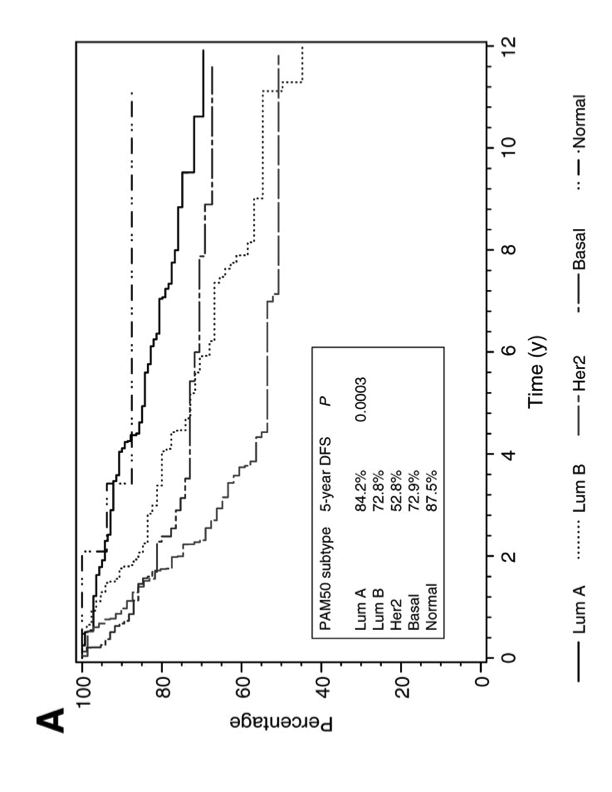 A
Percentage
100
80
60
40
20
0
PAM50 subtype 5-year DFS P
Lum A 84.2% 0.0003
Lum B 72.8%
Her2 52.8%
Basal 72.9%
Normal 87.5%
0 2 4 6 8 10 12
Time (y)
Lum A Lum B Her2 Basal Normal